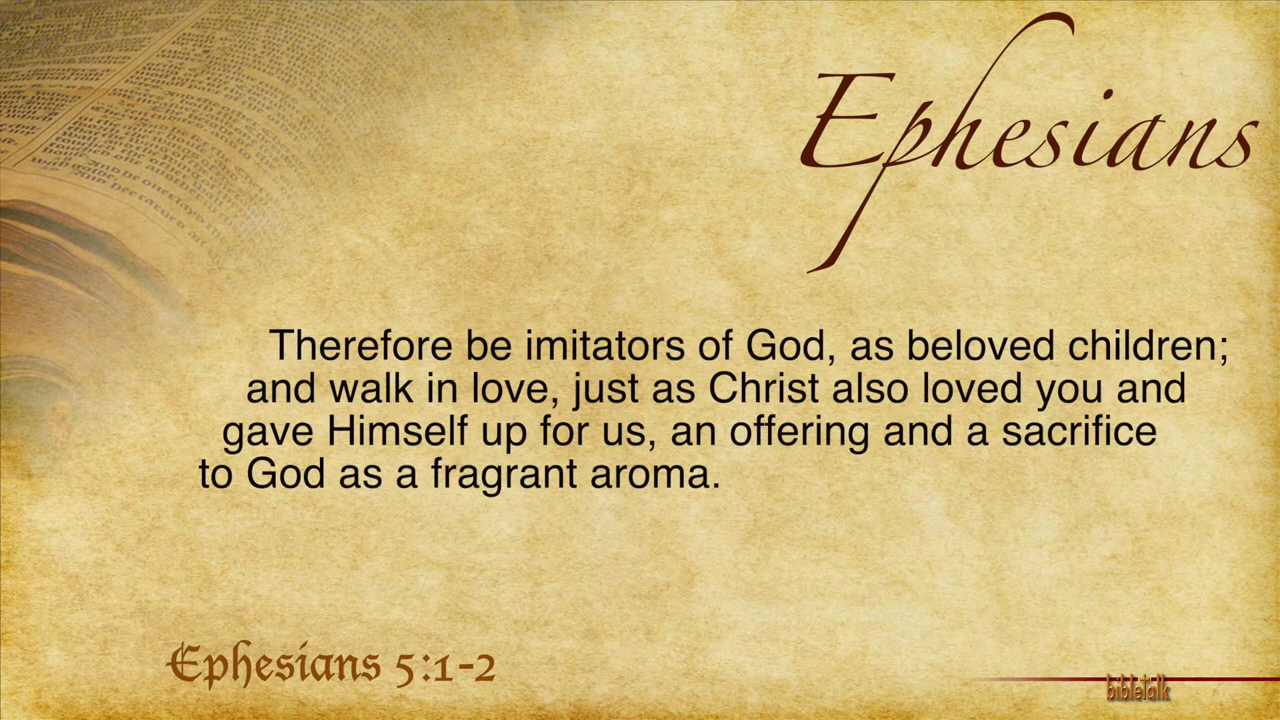 Ephesians
Therefore be imitators of God, as beloved children;
and walk in love, just as Christ also loved you and
gave Himself up for us, an offering and a sacrifice
to God as a fragrant aroma.
Ephesians 5:1-2
bibletalk